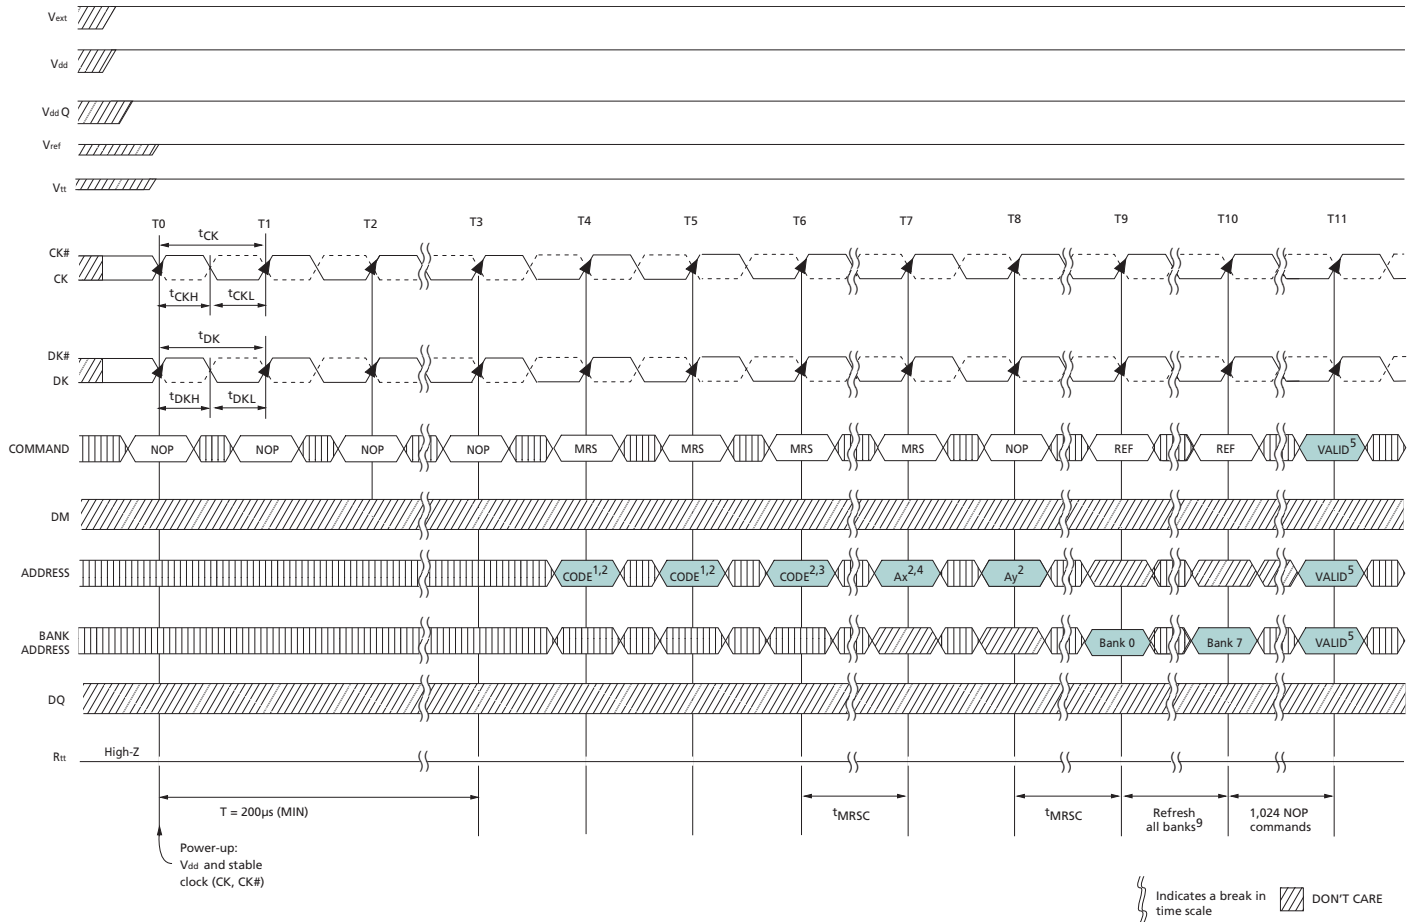 Vext
Vdd
VddQ
Vref
Vtt
T0 T1 T2 T3 T4 T5 T6 T7 T8 T9 T10 T11
tCK
CK#
CK
tCKH tCKL
tDK
DK#
DK
tDKH tDKL
COMMAND NOP NOP NOP NOP MRS MRS MRS MRS NOP REF REF VALID5
DM
ADDRESS CODE1,2 CODE1,2 CODE2,3 Ax2,4 Ay2 VALID5
BANK
ADDRESS Bank 0 Bank 7 VALID5
DQ
Rtt High-Z
T = 200µs (MIN) tMRSC tMRSC Refresh
all banks9
1,024 NOP
commands
Power-up:
Vdd and stable
clock (CK, CK#)
Indicates a break in
time scale
DON'T CARE